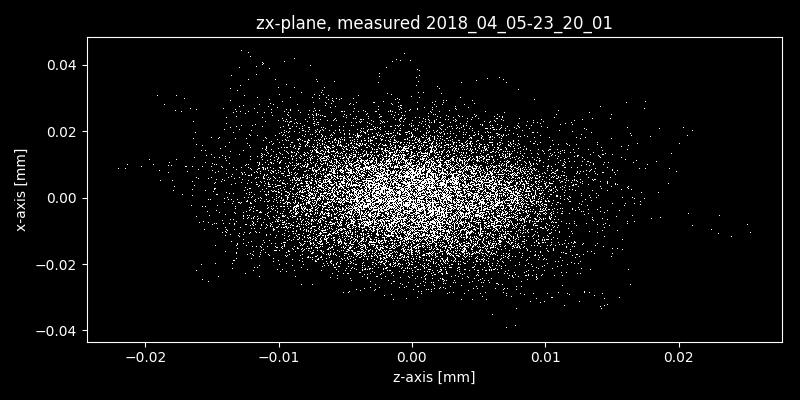 zx-plane, measured 2018_04_05-23_20_01
0.04
0.02
0.00
−0.02
−0.04
x-axis [mm]
−0.02 −0.01 0.00 0.01 0.02
z-axis [mm]